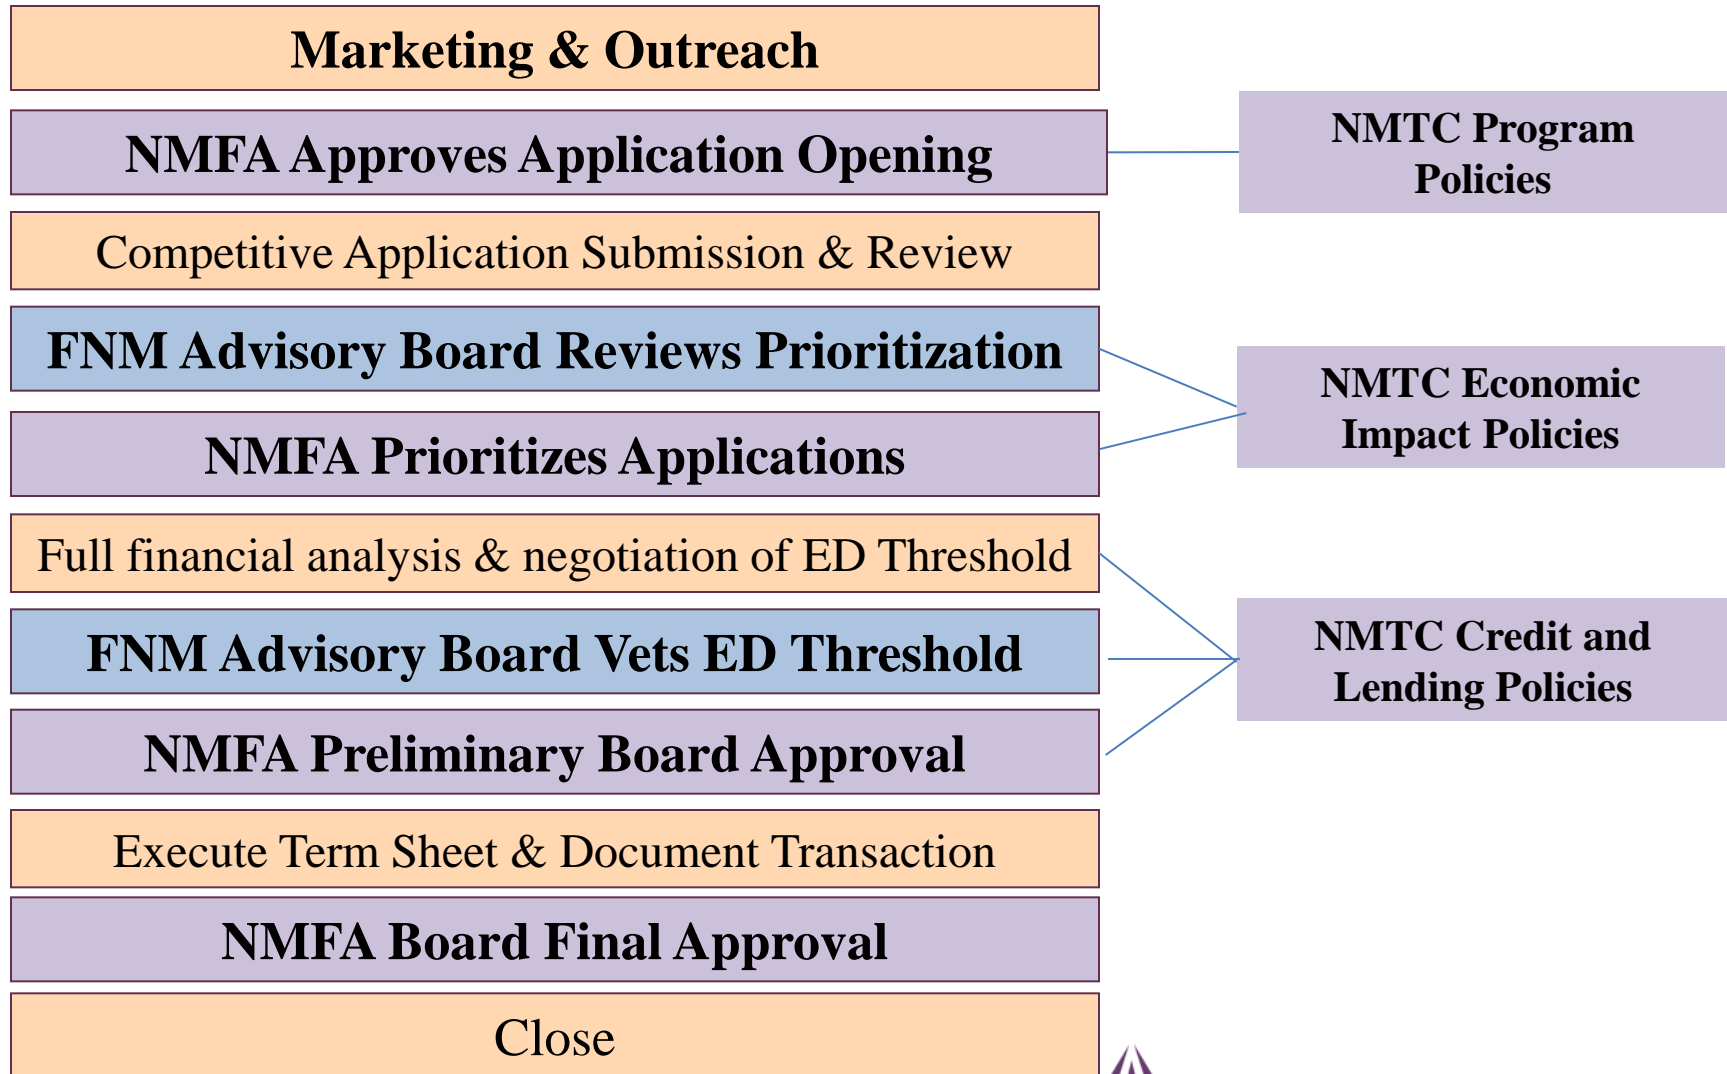 Marketing & Outreach
NMFA Approves Application Opening
NMTC Program
Policies
Competitive Application Submission & Review
FNM Advisory Board Reviews Prioritization
NMTC Economic
Impact Policies
NMFA Prioritizes Applications
Full financial analysis & negotiation of ED Threshold
FNM Advisory Board Vets ED Threshold
NMTC Credit and
Lending Policies
NMFA Preliminary Board Approval
Execute Term Sheet & Document Transaction
NMFA Board Final Approval
Close